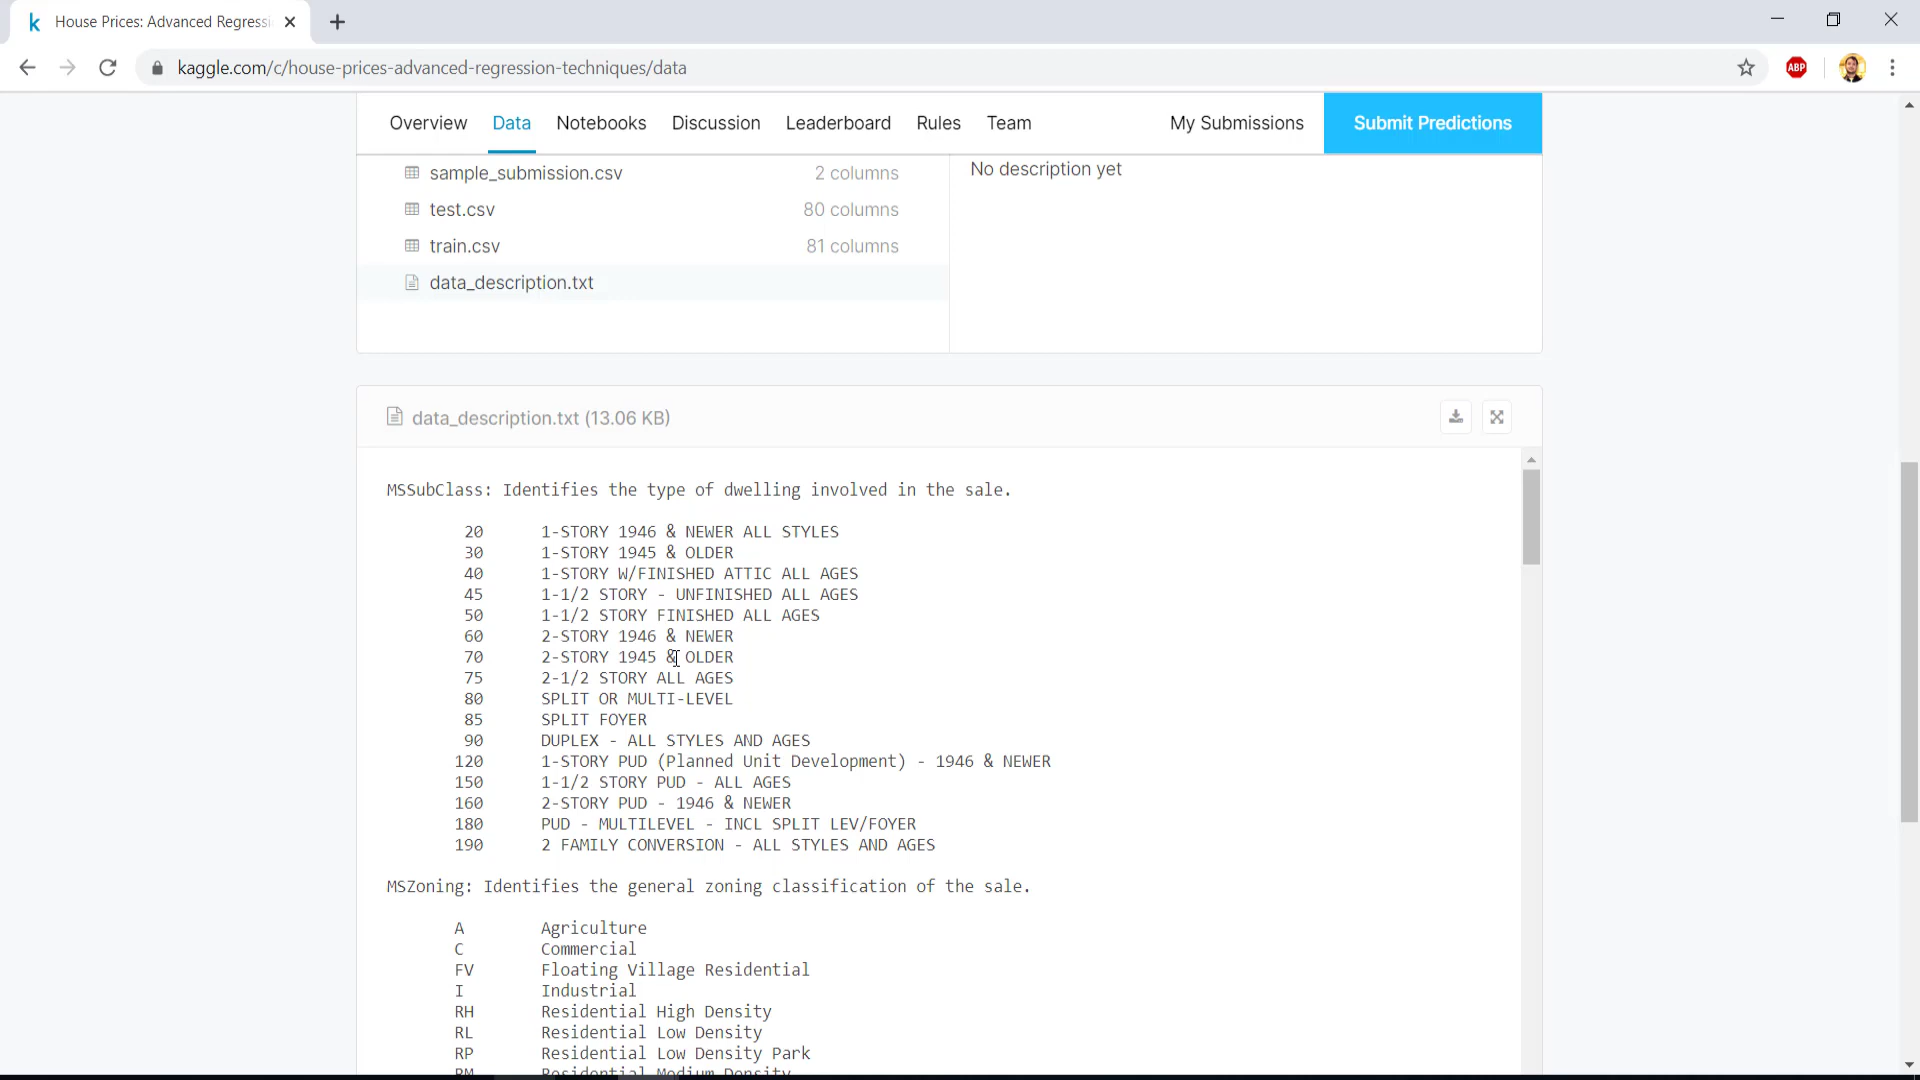 House Prices: Advanced Regressi
kaggle.com/c/house-prices-advanced-regression-techniques/data
ABP
Overview Data Notebooks Discussion Leaderboard Rules Team My Submissions Submit Predictions
sample_submission.csv 2 columns
No description yet
test.csv 80 columns
train.csv 81 columns
data_description.txt
data_description.txt (13.06 KB)
MSSubClass: Identifies the type of dwelling involved in the sale.
20 1-STORY 1946 & NEWER ALL STYLES
30 1-STORY 1945 & OLDER
40 1-STORY W/FINISHED ATTIC ALL AGES
45 1-1/2 STORY - UNFINISHED ALL AGES
50 1-1/2 STORY FINISHED ALL AGES
60 2-STORY 1946 & NEWER
70 2-STORY 1945 & OLDER
75 2-1/2 STORY ALL AGES
80 SPLIT OR MULTI-LEVEL
85 SPLIT FOYER
90 DUPLEX - ALL STYLES AND AGES
120 1-STORY PUD (Planned Unit Development) - 1946 & NEWER
150 1-1/2 STORY PUD - ALL AGES
160 2-STORY PUD - 1946 & NEWER
180 PUD - MULTILEVEL - INCL SPLIT LEV/FOYER
190 2 FAMILY CONVERSION - ALL STYLES AND AGES
MSZoning: Identifies the general zoning classification of the sale.
A Agriculture
C Commercial
FV Floating Village Residential
I Industrial
RH Residential High Density
RL Residential Low Density
RP Residential Low Density Park
RM Residential Medium Density